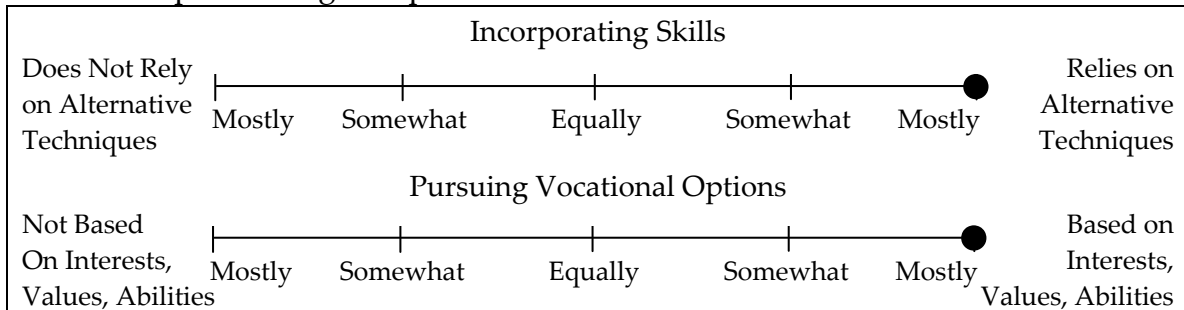 Incorporating Skills
Does Not Rely
on Alternative
Techniques
Mostly Somewhat Equally Somewhat Mostly
Relies on
Alternative
Techniques
Pursuing Vocational Options
Not Based
On Interests,
Values, Abilities
Mostly Somewhat Equally Somewhat Mostly
Based on
Interests,
Values, Abilities